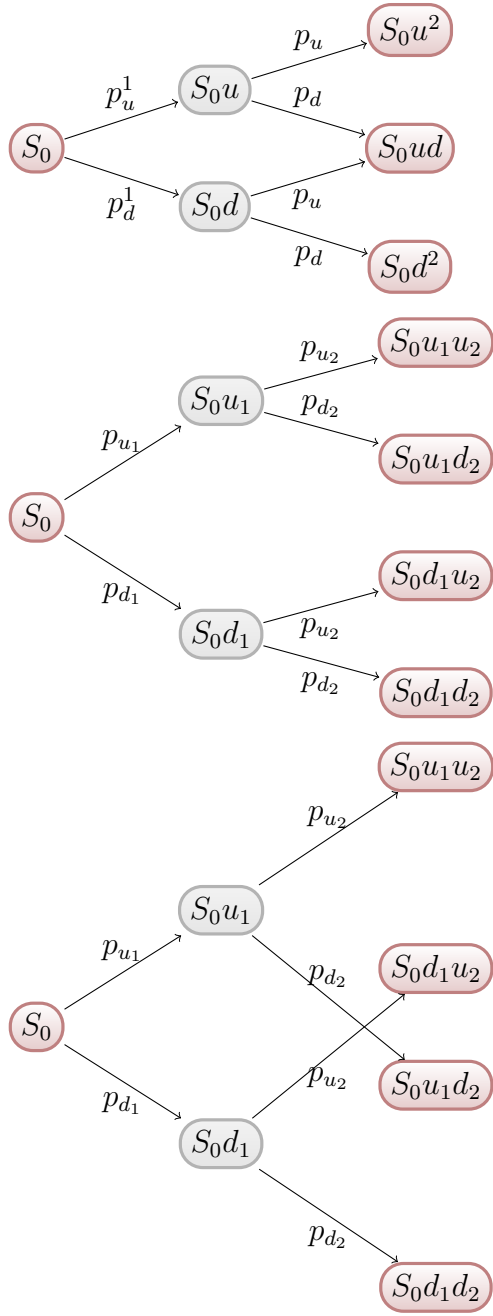 $S_0u^2$
$p_u$
$S_0u$
$p_u^1$
$p_d$
$S_0$
$S_0ud$
$p_d^1$
$S_0d$
$p_u$
$p_d$
$S_0d^2$
$S_0u_1u_2$
$p_{u_2}$
$S_0u_1$
$p_{d_2}$
$p_{u_1}$
$S_0u_1d_2$
$S_0$
$S_0d_1u_2$
$p_{d_1}$
$S_0d_1$
$p_{u_2}$
$p_{d_2}$
$S_0d_1d_2$
$S_0u_1u_2$
$p_{u_2}$
$S_0u_1$
$p_{u_1}$
$p_{d_2}$
$S_0d_1u_2$
$S_0$
$p_{u_2}$
$S_0u_1d_2$
$p_{d_1}$
$S_0d_1$
$p_{d_2}$
$S_0d_1d_2$